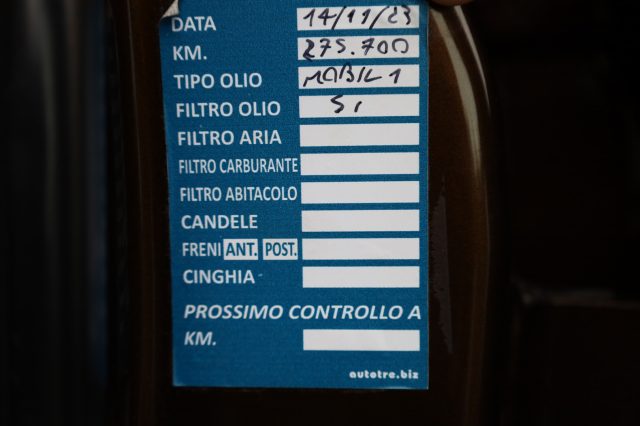 DATA 14/11/23
KM. 275.700
TIPO OLIO MOBIL 1
FILTRO OLIO Si
FILTRO ARIA
FILTRO CARBURANTE
FILTRO ABITACOLO
CANDELE
FRENI ANT. POST.
CINGHIA
PROSSIMO CONTROLLO A
KM.
autotre.biz